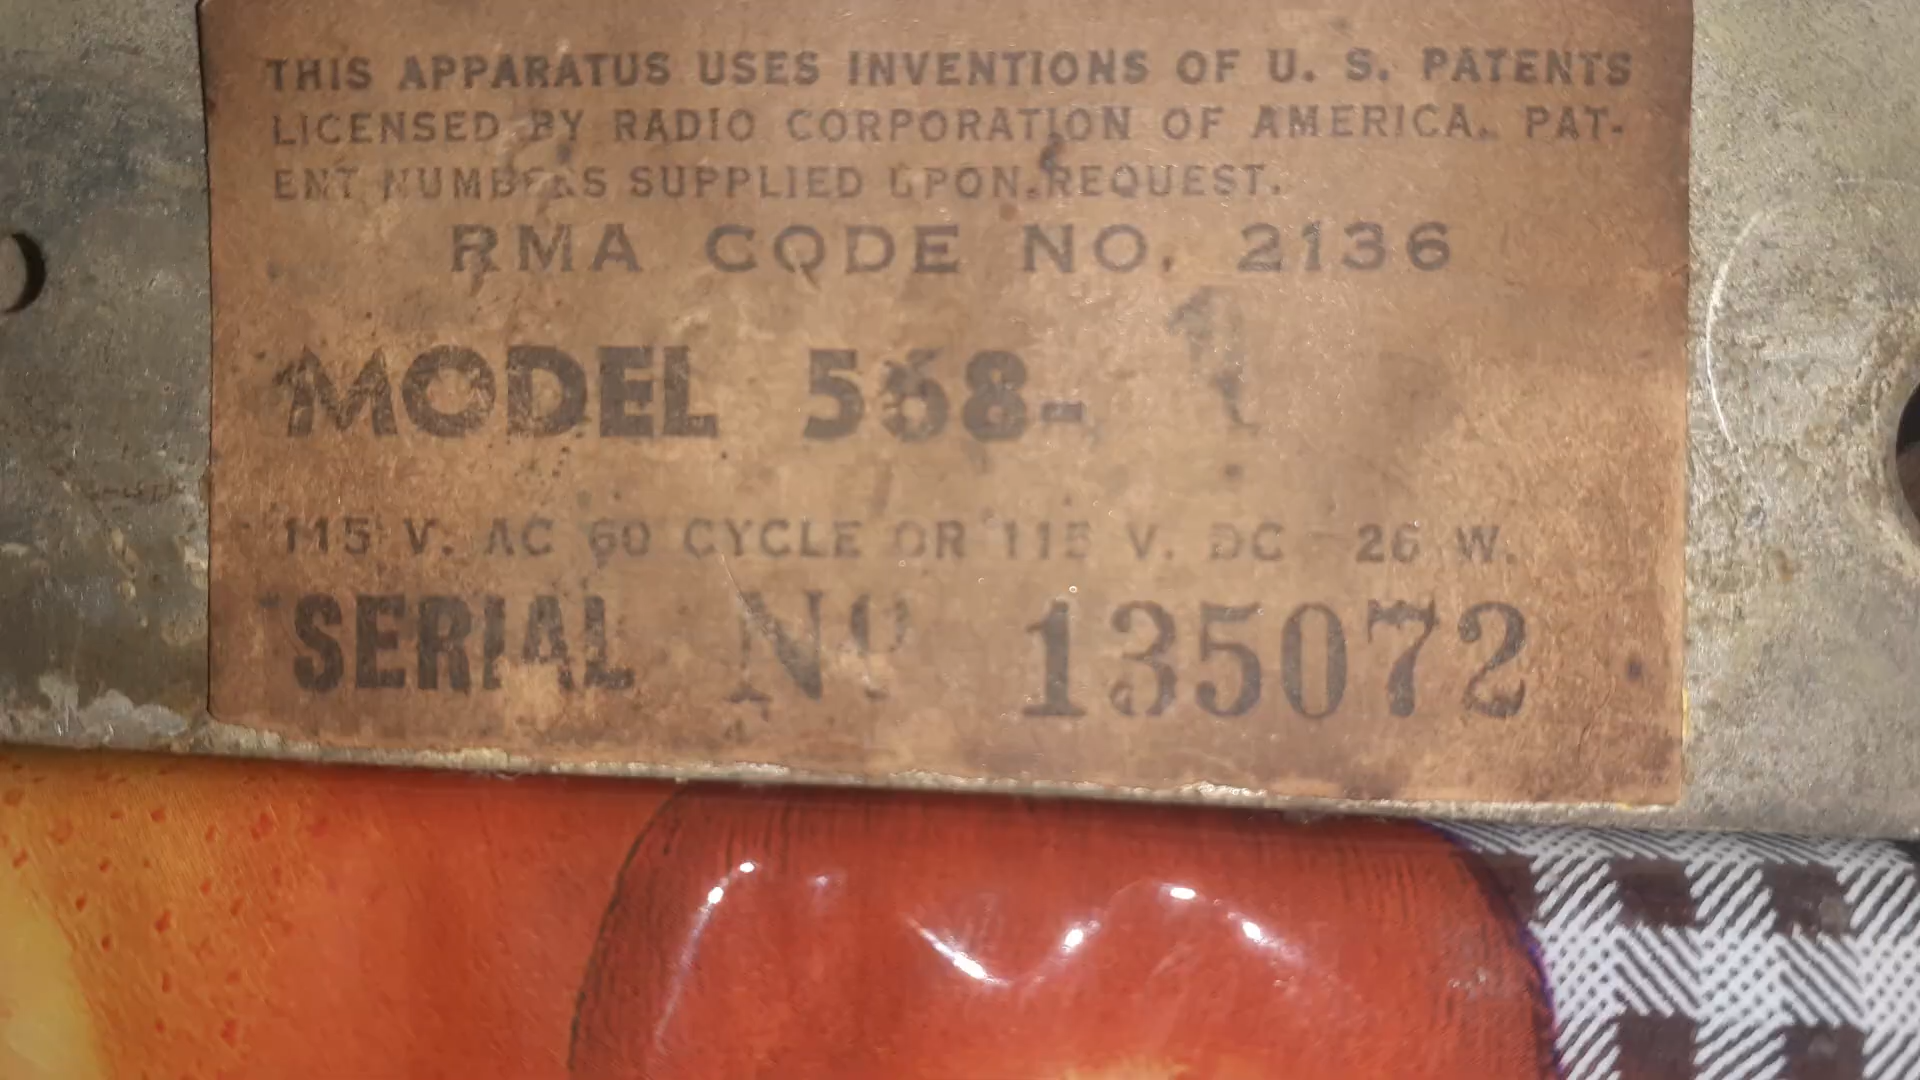 THIS APPARATUS USES INVENTIONS OF U. S. PATENTS
LICENSED BY RADIO CORPORATION OF AMERICA. PAT-
ENT NUMBERS SUPPLIED UPON REQUEST.
RMA CODE NO. 2136
MODEL 568-
115 V. AC 60 CYCLE OR 115 V. DC 26 W.
SERIAL Nº 135072